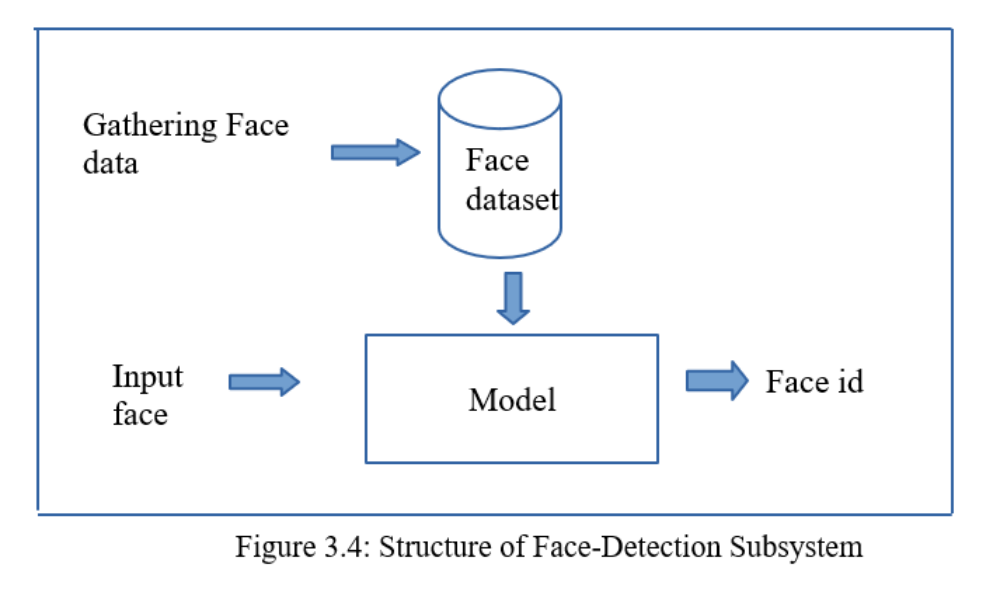 Gathering Face
data
Face
dataset
Input
face
Model
Face id
Figure 3.4: Structure of Face-Detection Subsystem